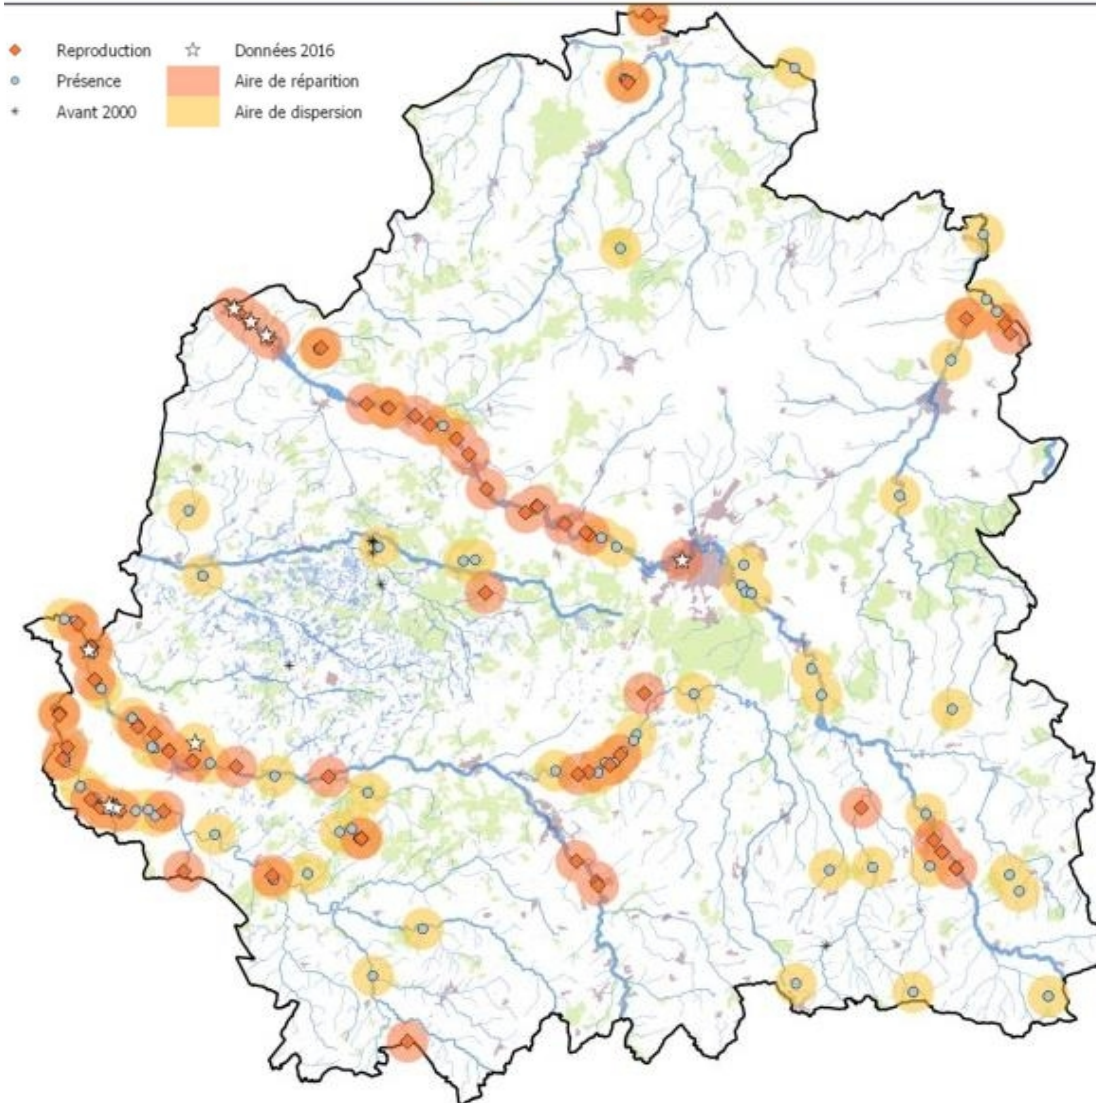 Reproduction Données 2016
Présence Aire de réparition
Avant 2000 Aire de dispersion